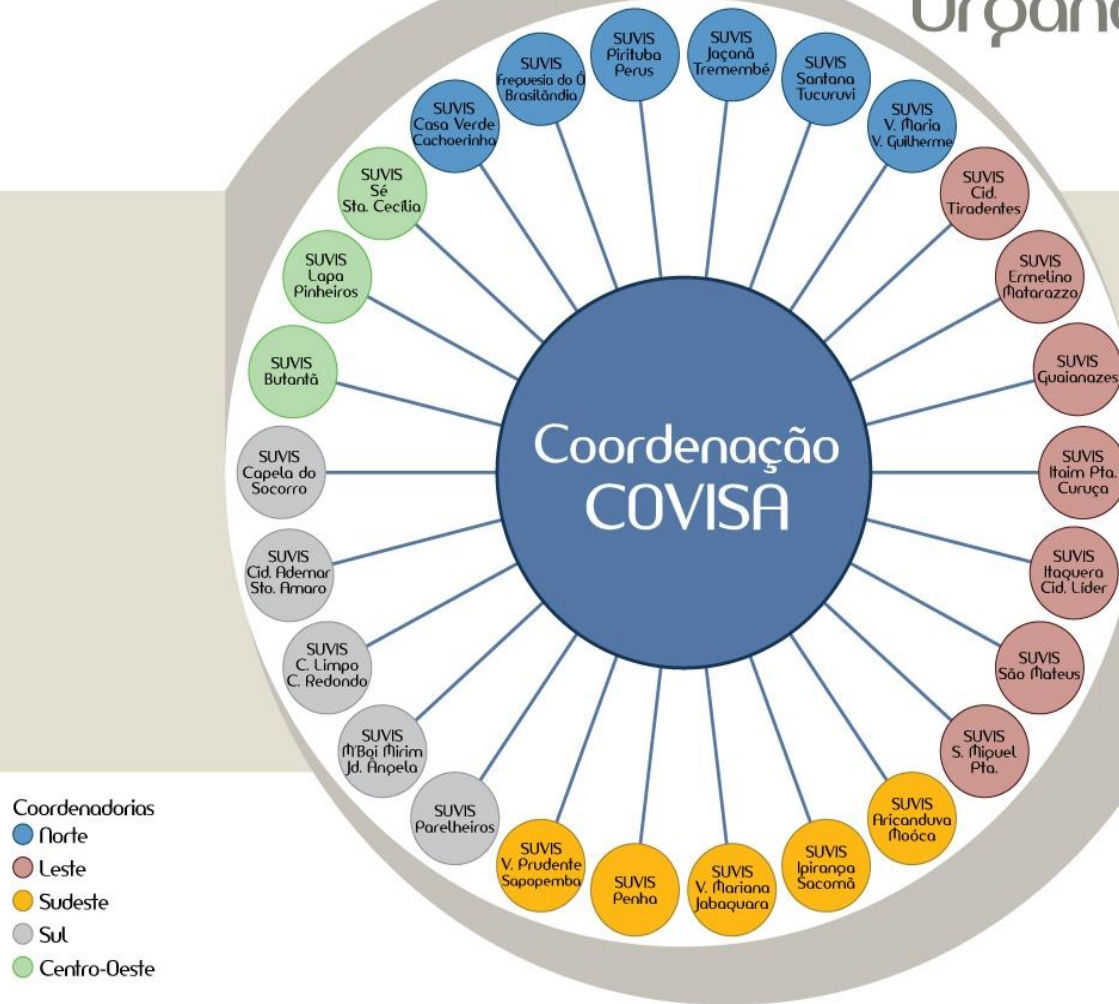 SUVIS
Pirituba
Perus
SUVIS
Jaçanã
Tremembé
SUVIS
Santana
Tucuruvi
SUVIS
V. Maria
V. Guilherme
SUVIS
Cid.
Tiradentes
SUVIS
Ermelino
Matarazzo
SUVIS
Guaianazes
SUVIS
Itaim Pta.
Curuça
SUVIS
Itaquera
Cid. Líder
SUVIS
São Mateus
SUVIS
S. Miguel
Pta.
SUVIS
Aricanduva
Moóca
SUVIS
Ipiranga
Sacomã
SUVIS
V. Mariana
Jabaquara
SUVIS
Penha
SUVIS
V. Prudente
Sapopemba
SUVIS
Parelheiros
SUVIS
M'Boi Mirim
Jd. Ângela
SUVIS
C. Limpo
C. Redondo
SUVIS
Cid. Ademar
Sto. Amaro
SUVIS
Capela do
Socorro
SUVIS
Butantã
SUVIS
Lapa
Pinheiros
SUVIS
Sé
Sta. Cecília
SUVIS
Casa Verde
Cachoerinha
SUVIS
Freguesia do Ó
Brasilândia
Coordenação
COVISA
Coordenadorias
Norte
Leste
Sudeste
Sul
Centro-Oeste